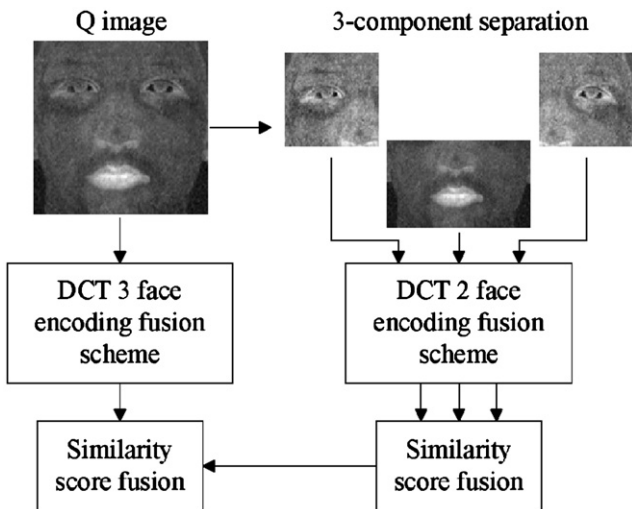 Q image
3-component separation
DCT 3 face
encoding fusion
scheme
DCT 2 face
encoding fusion
scheme
Similarity
score fusion
Similarity
score fusion